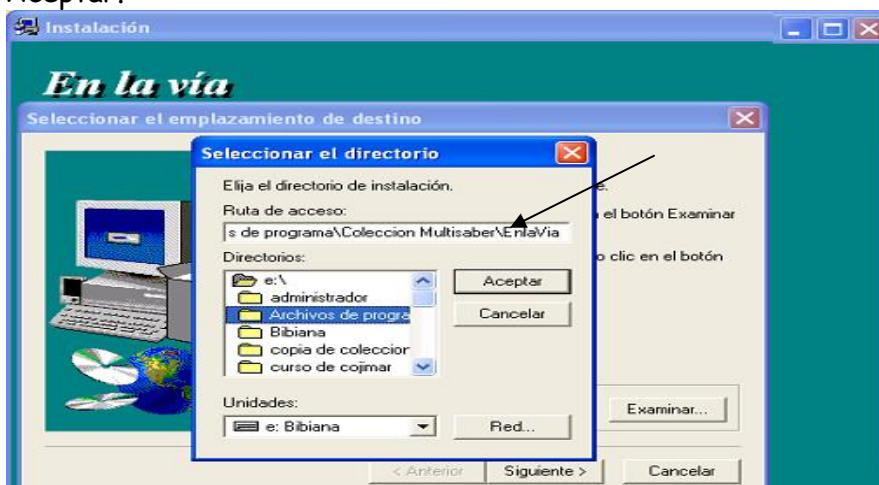 Aceptar.
Instalación
En la vía
Seleccionar el emplazamiento de destino
Seleccionar el directorio
Elija el directorio de instalación.
e.
Ruta de acceso:
el botón Examinar
s de programa\Coleccion Multisaber\EnlaVia
Directorios:
o clic en el botón
e:\
Aceptar
administrador
Archivos de progra
Cancelar
Bibiana
copia de coleccior
curso de cojimar
Unidades:
Examinar...
e: Bibiana
Red...
< Anterior
Siguiente >
Cancelar